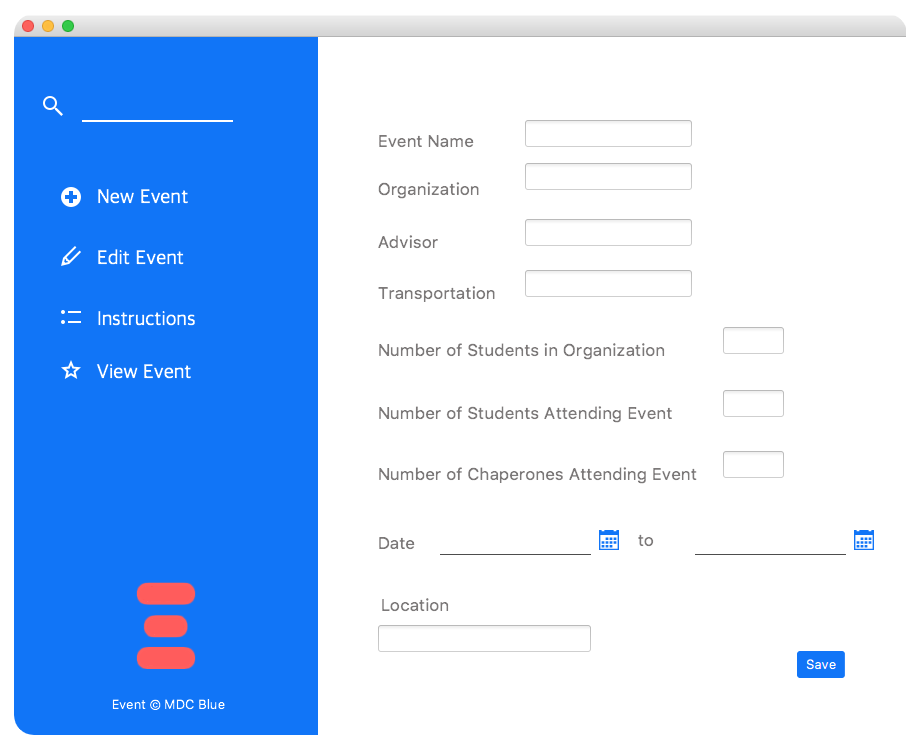 New Event
Edit Event
Instructions
View Event
Event © MDC Blue
Event Name
Organization
Advisor
Transportation
Number of Students in Organization
Number of Students Attending Event
Number of Chaperones Attending Event
Date to
Location
Save